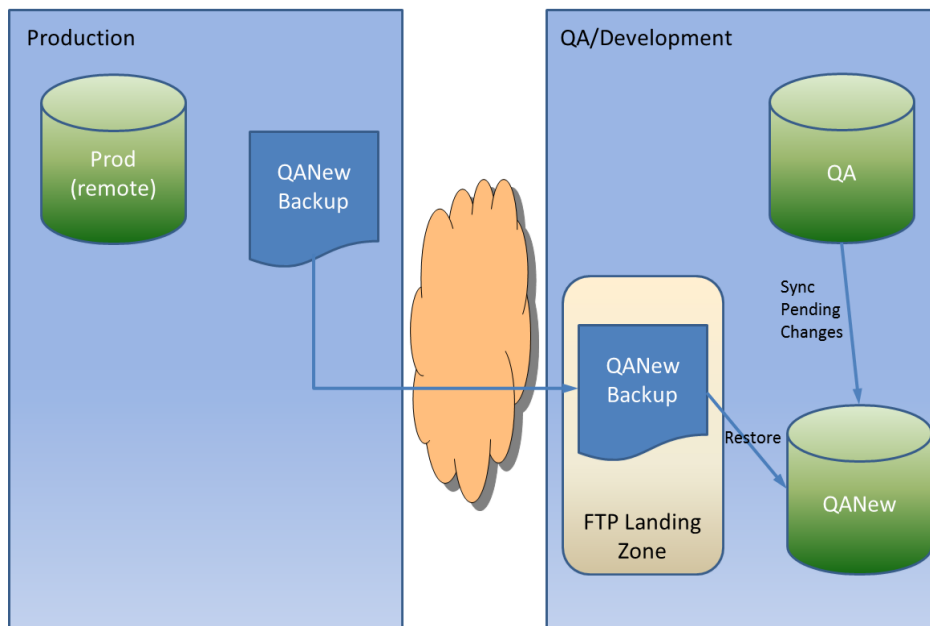 Production
Prod
(remote)
QANew
Backup
QA/Development
QA
Sync
Pending
Changes
QANew
Backup
Restore
FTP Landing
Zone
QANew